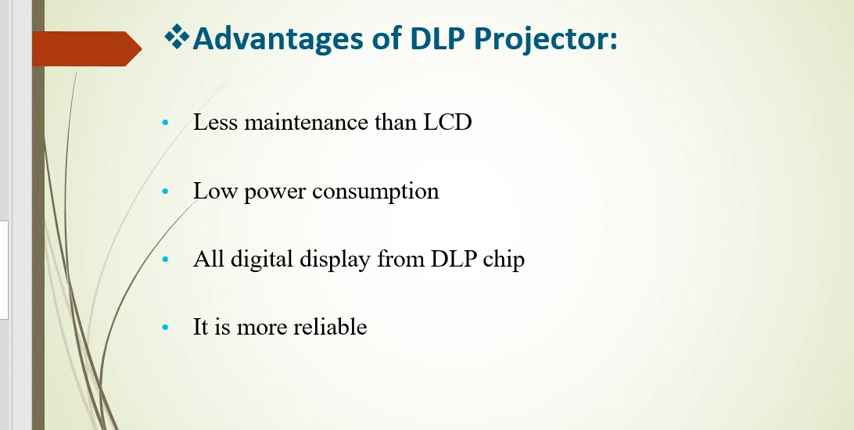 ❖Advantages of DLP Projector:
• Less maintenance than LCD
• Low power consumption
• All digital display from DLP chip
• It is more reliable